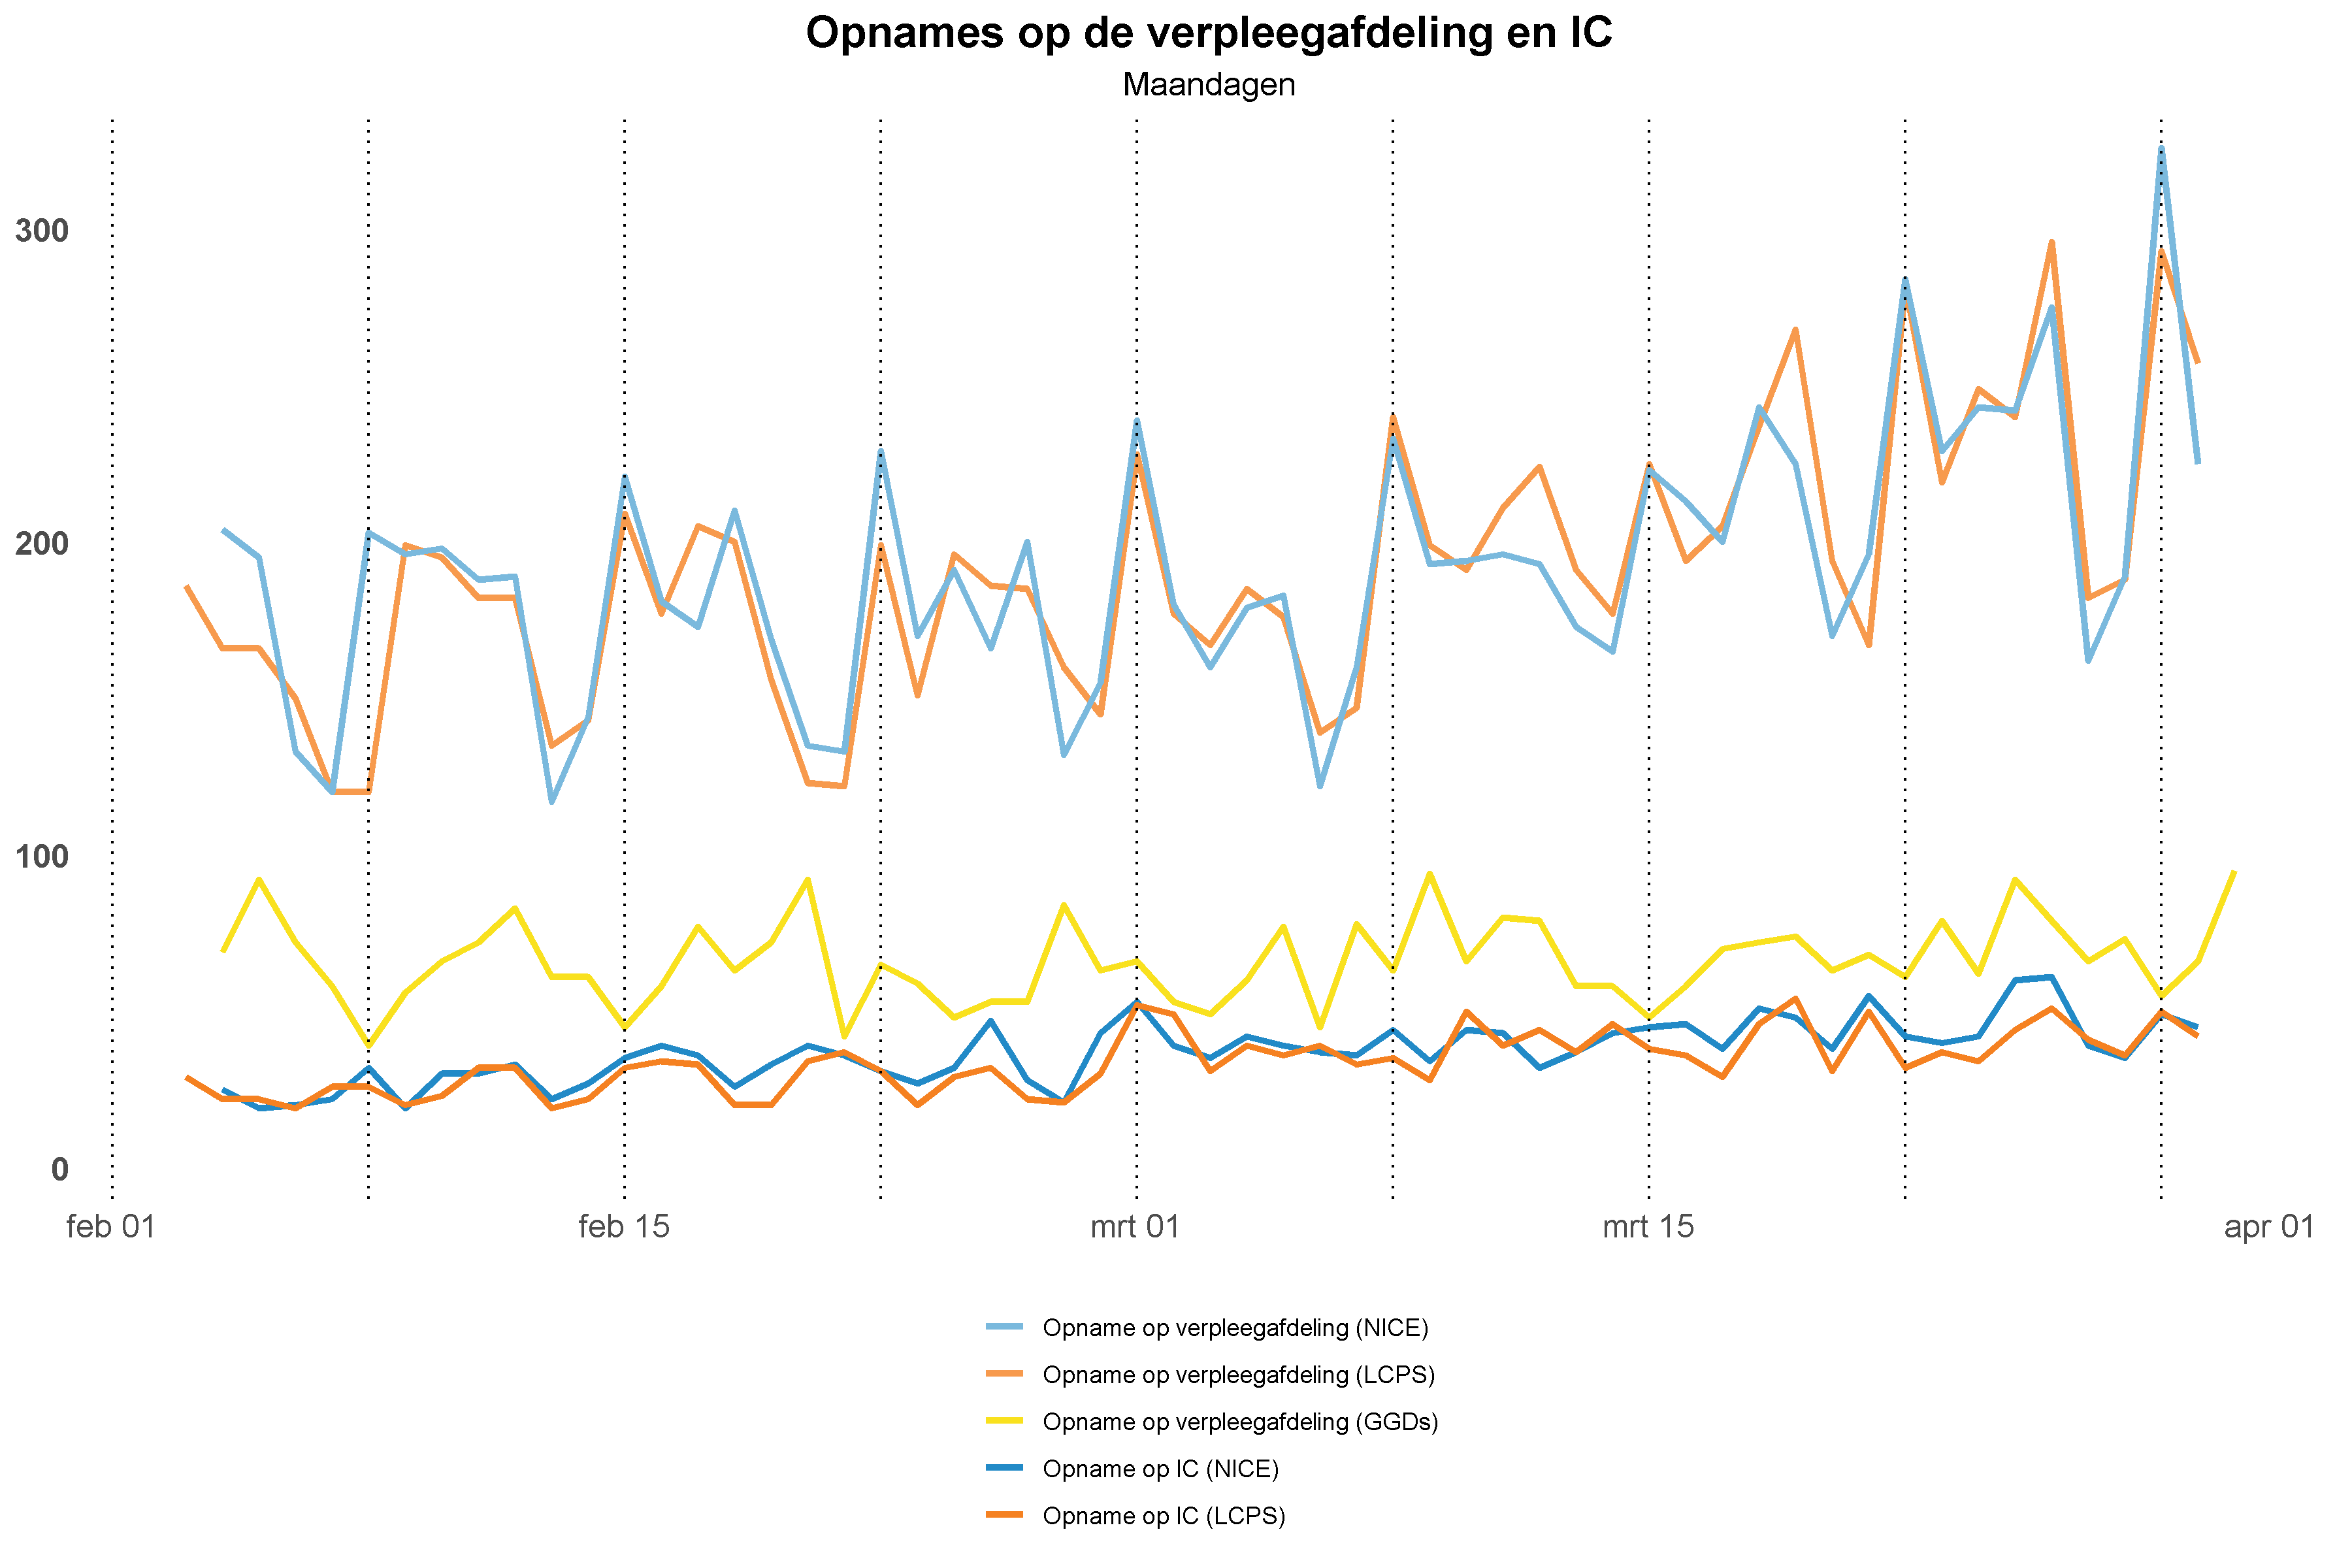 Opnames op de verpleegafdeling en IC
Maandagen
300
200
100
0
feb 01 feb 15 mrt 01 mrt 15 apr 01
Opname op verpleegafdeling (NICE)
Opname op verpleegafdeling (LCPS)
Opname op verpleegafdeling (GGDs)
Opname op IC (NICE)
Opname op IC (LCPS)